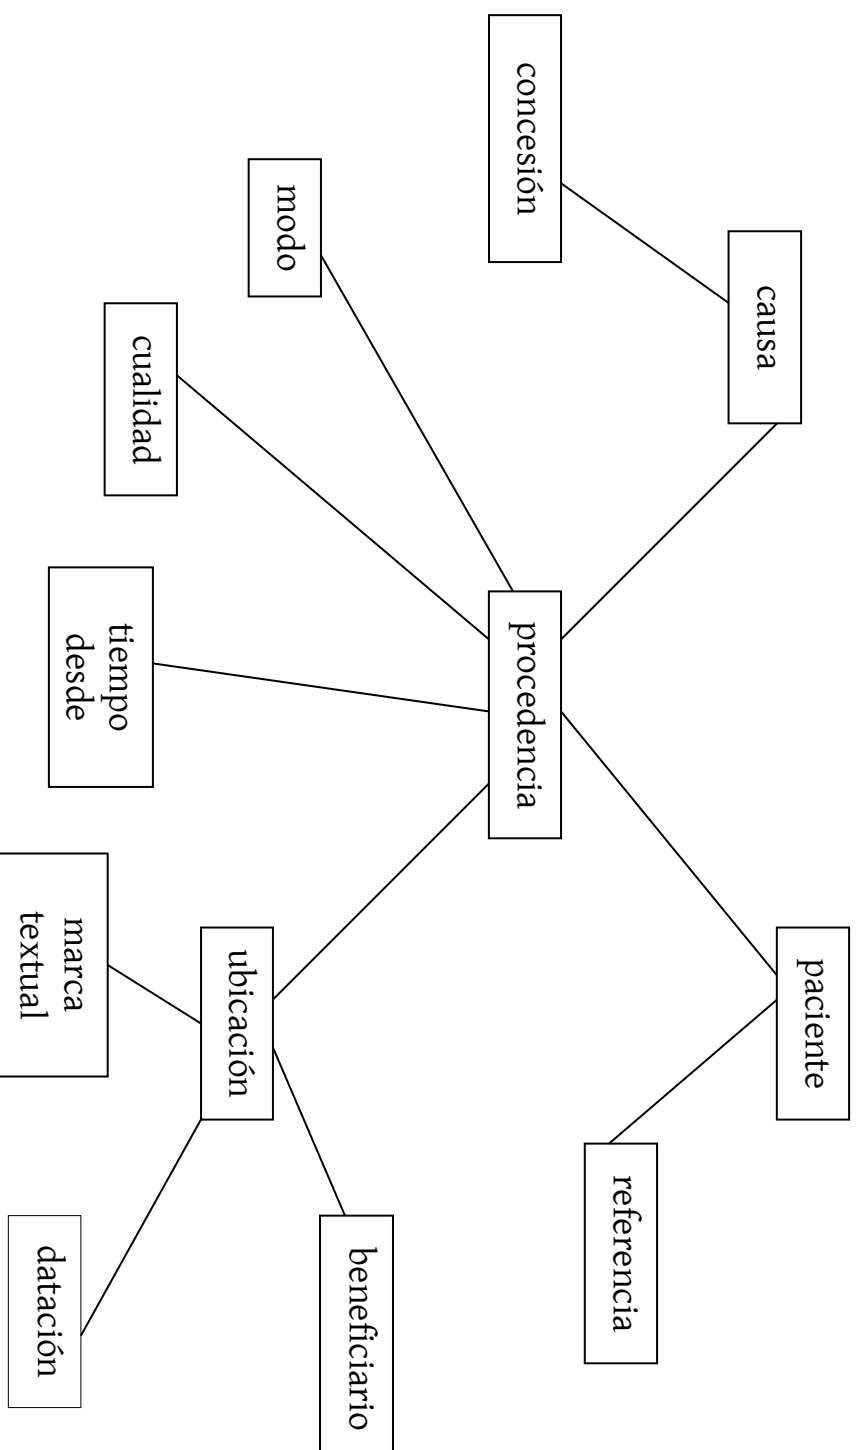 causa
paciente
concesión
procedencia
referencia
modo
beneficiario
cualidad
ubicación
tiempo
desde
marca
textual
datación